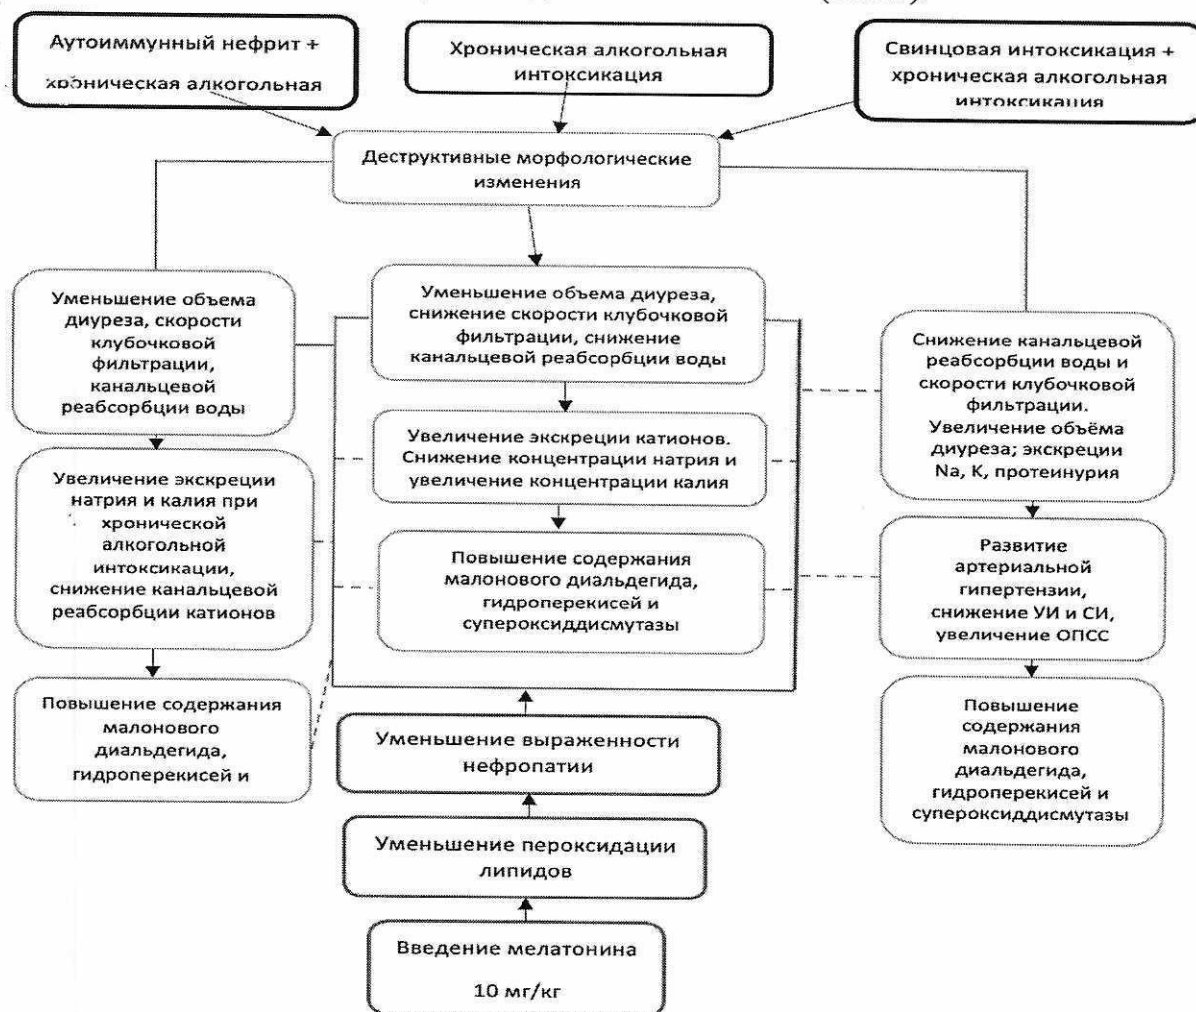 Аутоиммунный нефрит +
хроническая алкогольная
Хроническая алкогольная
интоксикация
Свинцовая интоксикация +
хроническая алкогольная
интоксикация
Деструктивные морфологические
изменения
Уменьшение объема
диуреза, скорости
клубочковой
фильтрации,
канальцевой
реабсорбции воды
Увеличение экскреции
натрия и калия при
хронической
алкогольной
интоксикации,
снижение канальцевой
реабсорбции катионов
Повышение содержания
малонового
диальдегида,
гидроперекисей и
Уменьшение объема диуреза,
снижение скорости клубочковой
фильтрации, снижение
канальцевой реабсорбции воды
Увеличение экскреции катионов.
Снижение концентрации натрия и
увеличение концентрации калия
Повышение содержания
малонового диальдегида,
гидроперекисей и
супероксиддисмутазы
Уменьшение выраженности
нефропатии
Уменьшение пероксидации
липидов
Введение мелатонина
10 мг/кг
Снижение канальцевой
реабсорбции воды и
скорости клубочковой
фильтрации.
Увеличение объёма
диуреза; экскреции
Na, K, протеинурия
Развитие
артериальной
гипертензии,
снижение УИ и СИ,
увеличение ОПСС
Повышение
содержания
малонового
диальдегида,
гидроперекисей и
супероксиддисмутазы